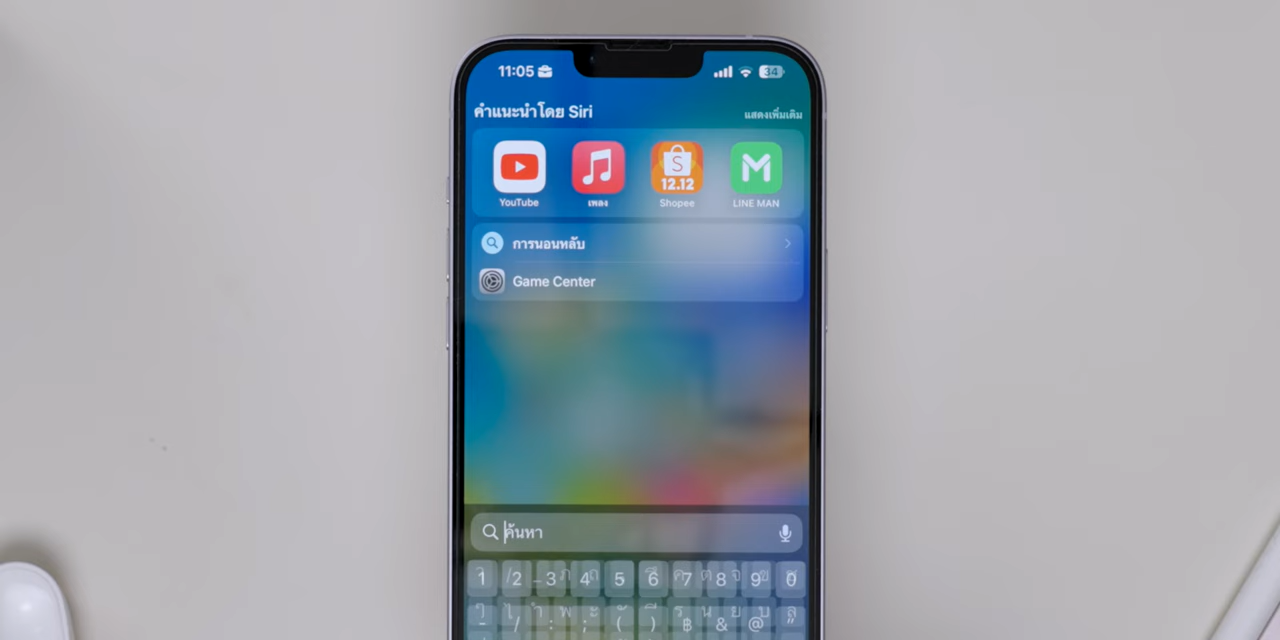 11:05
34
คำแนะนำโดย Siri
แสดงเพิ่มเติม
S
12.12
YouTube
เพลง
Shopee
LINE MAN
การนอนหลับ
Game Center
ค้นหา
1 2 3 4 5 6 7 8 9 0
- / : ; ( ) ฿ & @ "